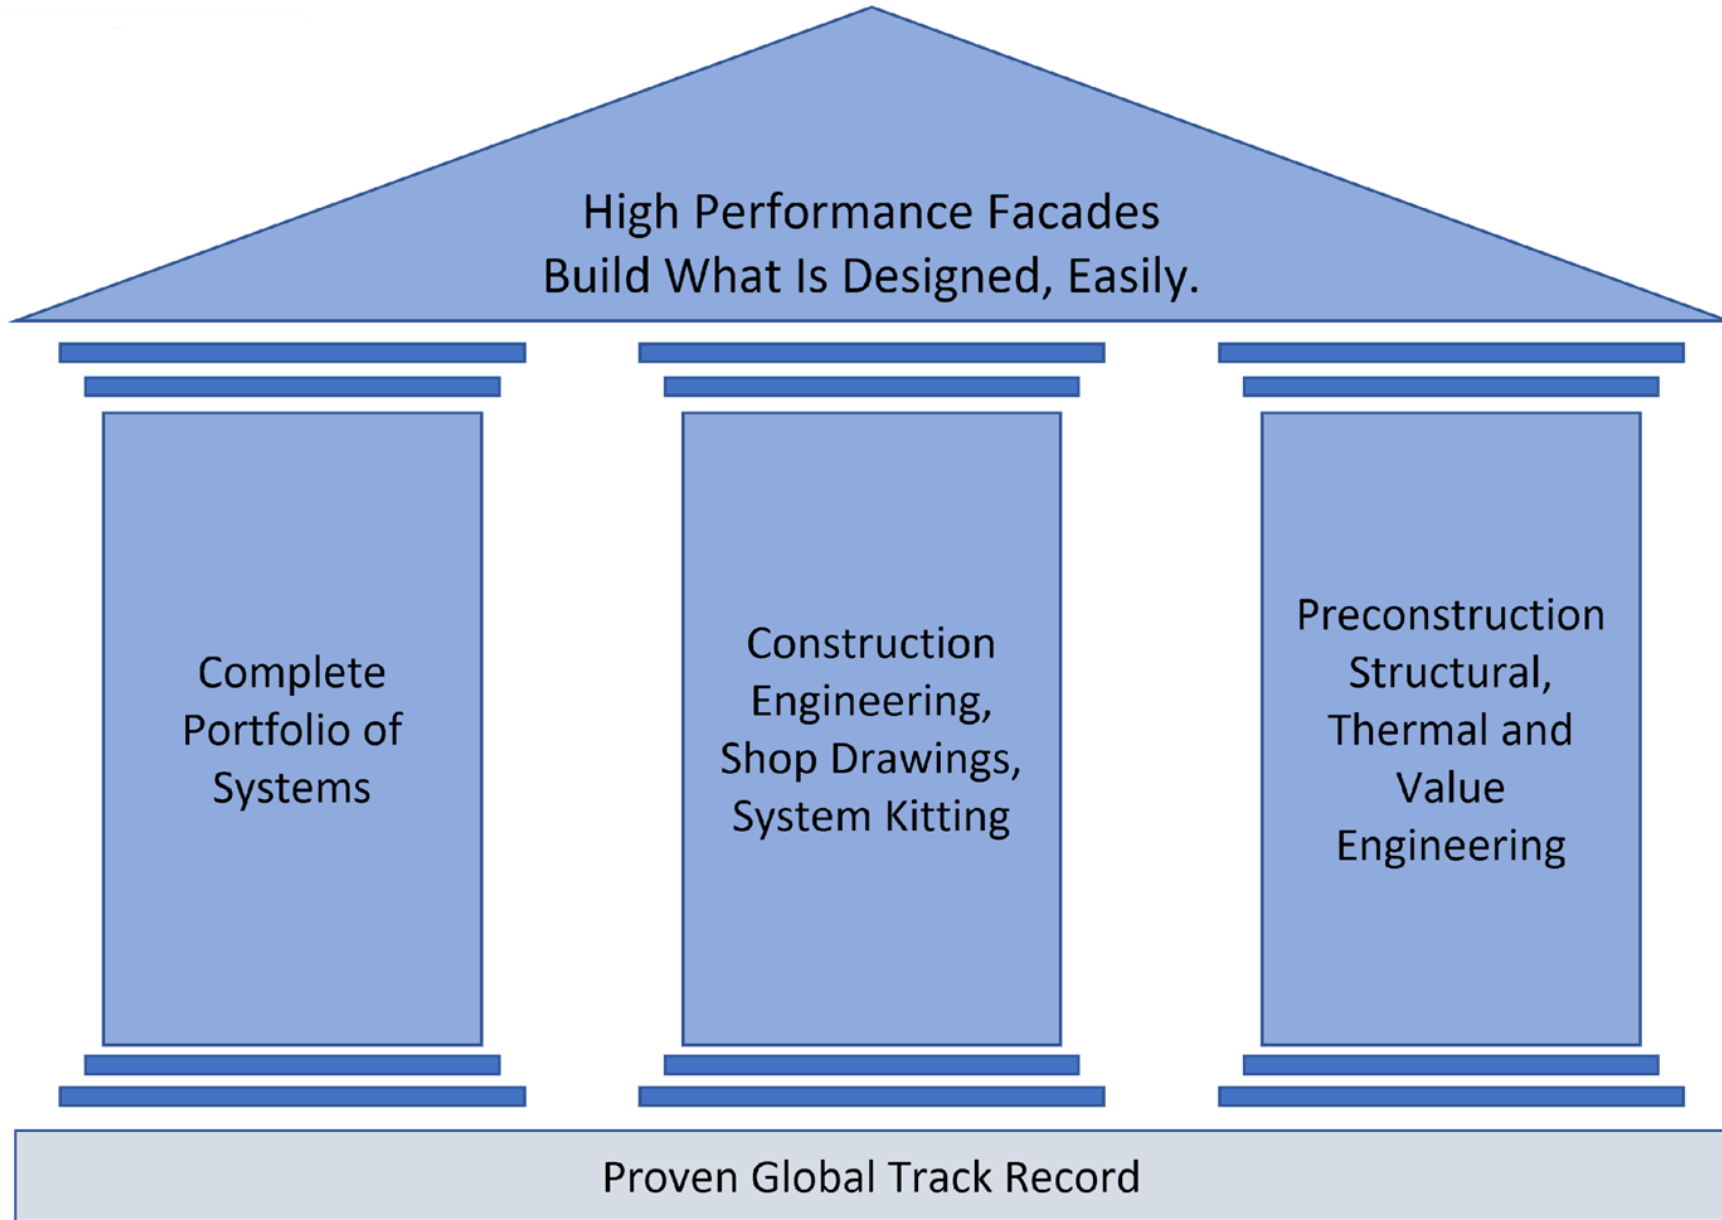 High Performance Facades
Build What Is Designed, Easily.
Complete
Portfolio of
Systems
Construction
Engineering,
Shop Drawings,
System Kitting
Preconstruction
Structural,
Thermal and
Value
Engineering
Proven Global Track Record